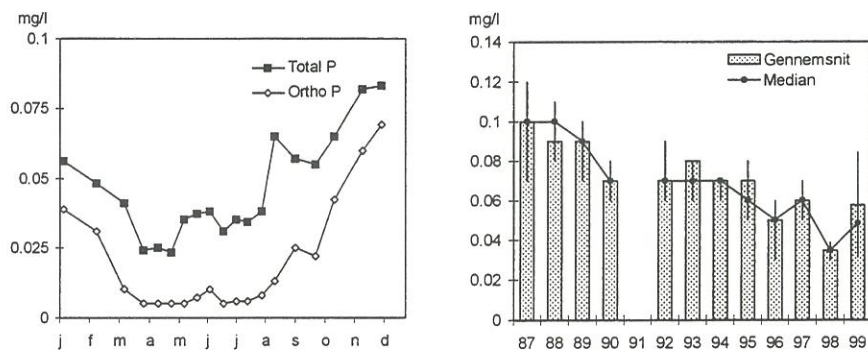 mg/l
0.1
0.075
0.05
0.025
0
Total P
Ortho P
j f m a m j j a s o n d
mg/l
0.14
0.12
0.1
0.08
0.06
0.04
0.02
0
Gennemsnit
Median
87 88 89 90 91 92 93 94 95 96 97 98 99